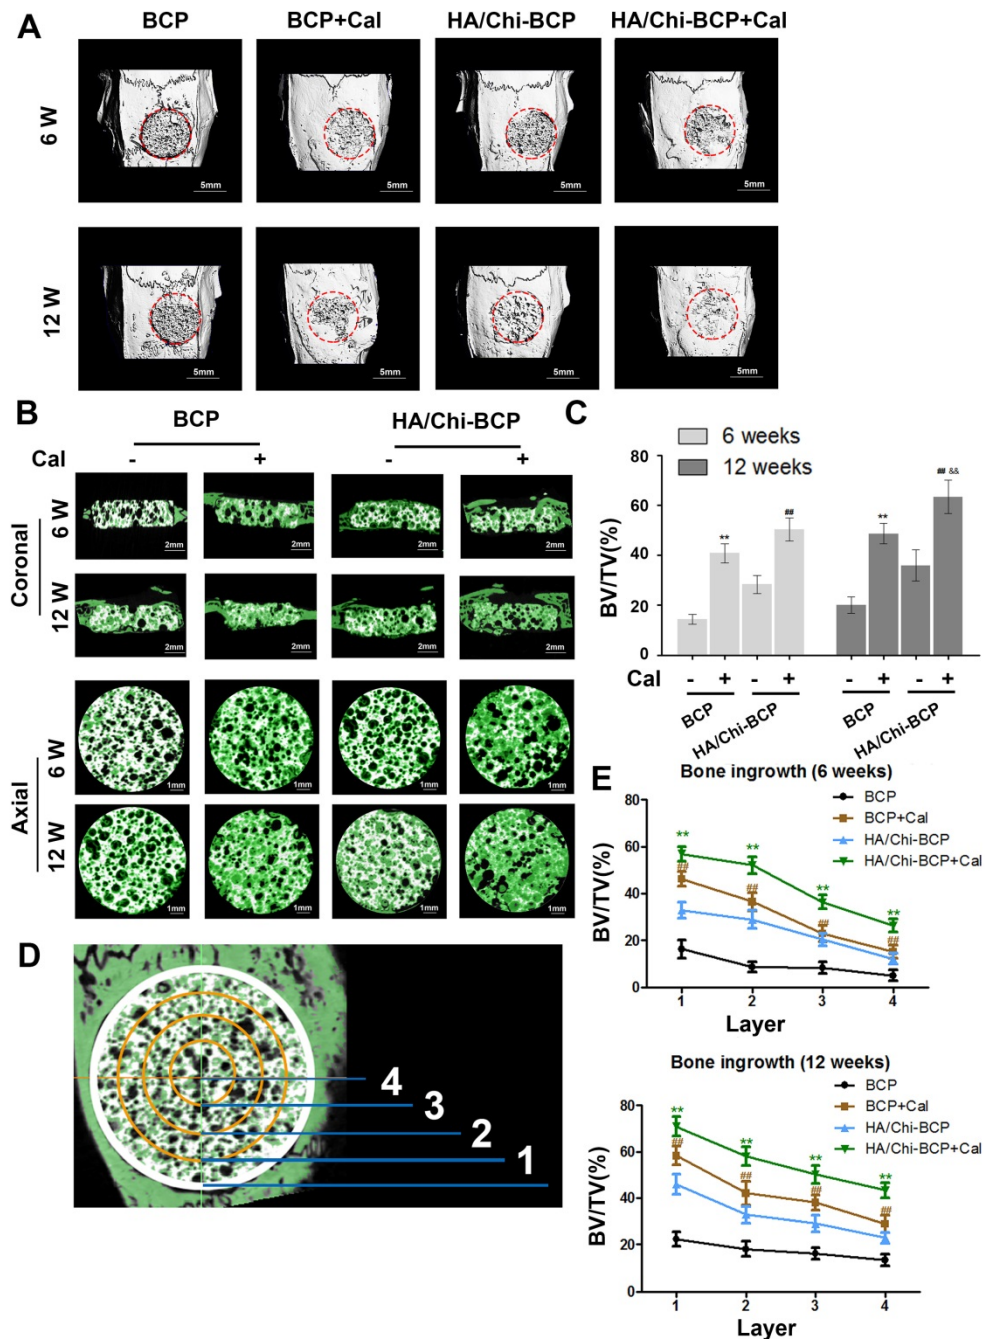 A
BCP BCP+Cal HA/Chi-BCP HA/Chi-BCP+Cal
6 W
5mm 5mm 5mm 5mm
12 W
5mm 5mm 5mm 5mm
B
BCP HA/Chi-BCP
Cal - + - +
Coronal
6 W
2mm 2mm 2mm 2mm
12 W
2mm 2mm 2mm 2mm
Axial
6 W
1mm 1mm 1mm 1mm
12 W
1mm 1mm 1mm 1mm
C
6 weeks
12 weeks
BV/TV(%)
80
60
40
20
0
** ## ** ## &&
Cal - + - + - + - +
BCP HA/Chi-BCP BCP HA/Chi-BCP
D
4
3
2
1
E
Bone ingrowth (6 weeks)
BCP
BCP+Cal
HA/Chi-BCP
HA/Chi-BCP+Cal
BV/TV(%)
80
60
40
20
0
** ** ** **
## ## ## ##
1 2 3 4
Layer
Bone ingrowth (12 weeks)
BCP
BCP+Cal
HA/Chi-BCP
HA/Chi-BCP+Cal
BV/TV(%)
80
60
40
20
0
** ** ** **
## ## ## ##
1 2 3 4
Layer